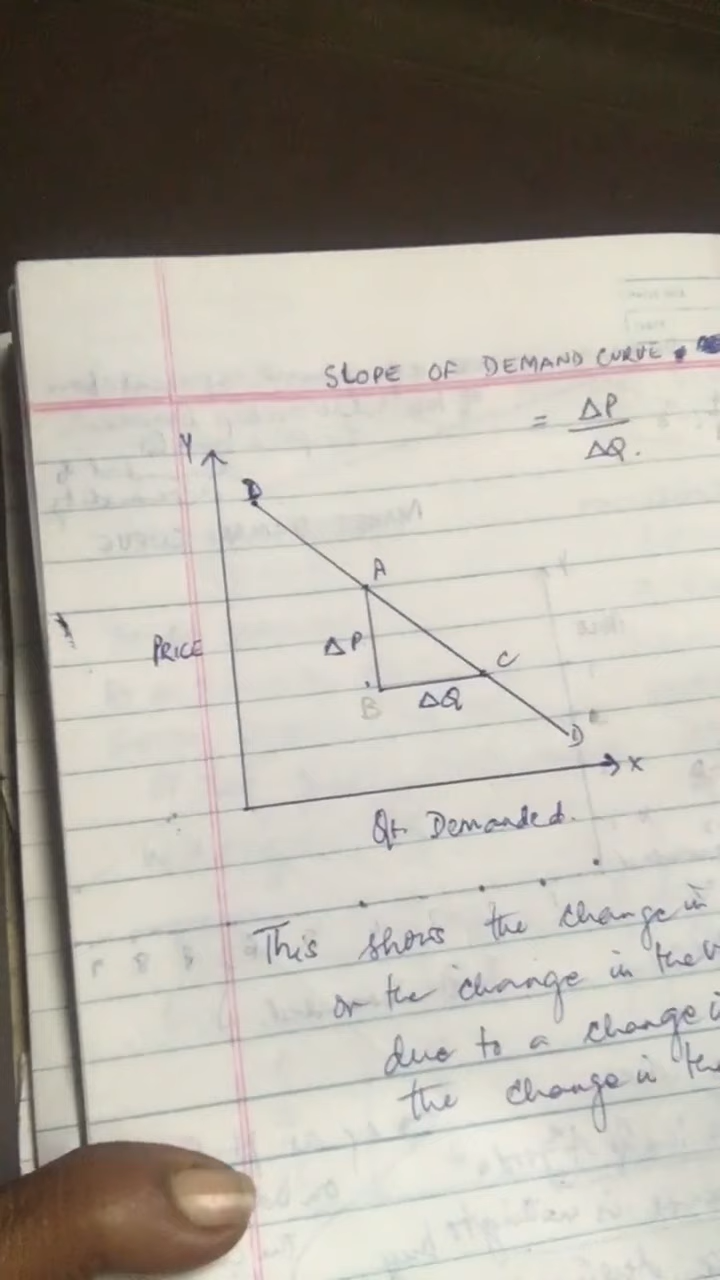 SLOPE OF DEMAND CURVE
= ΔP
ΔQ.
Y
D
A
PRICE
ΔP
C
B
ΔQ
D
X
Qt. Demanded.
This shows the change in
or the change in the
due to a change i
the change i the